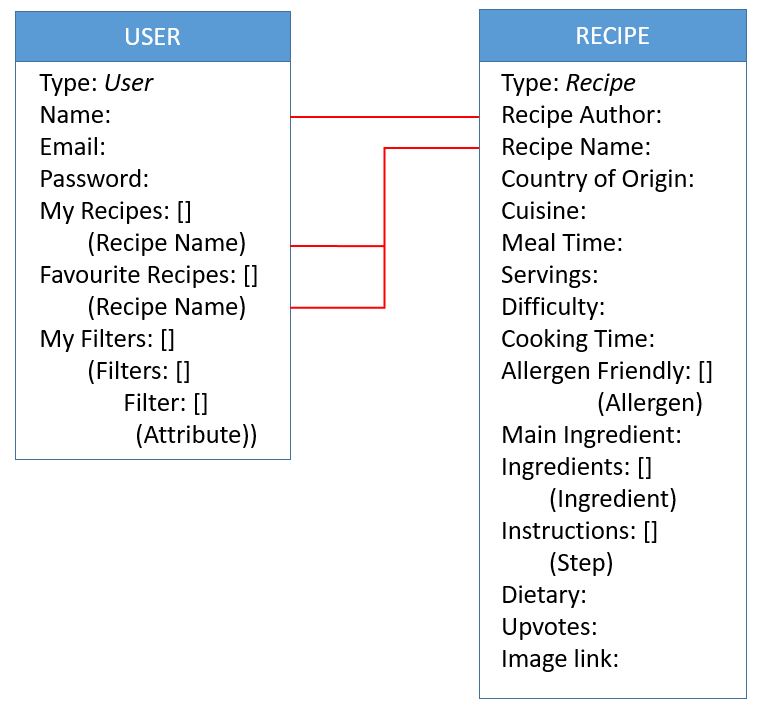 USER
Type: User
Name:
Email:
Password:
My Recipes: []
(Recipe Name)
Favourite Recipes: []
(Recipe Name)
My Filters: []
(Filters: []
Filter: []
(Attribute))
RECIPE
Type: Recipe
Recipe Author:
Recipe Name:
Country of Origin:
Cuisine:
Meal Time:
Servings:
Difficulty:
Cooking Time:
Allergen Friendly: []
(Allergen)
Main Ingredient:
Ingredients: []
(Ingredient)
Instructions: []
(Step)
Dietary:
Upvotes:
Image link: